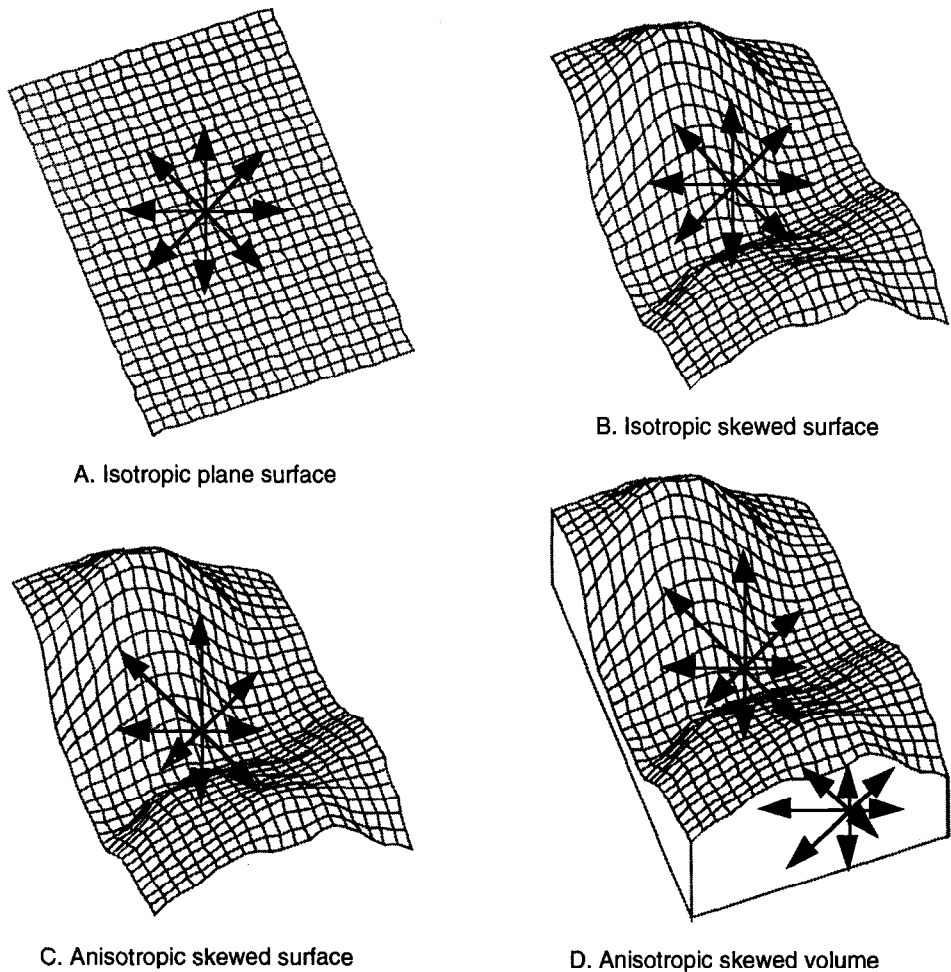 A. Isotropic plane surface
B. Isotropic skewed surface
C. Anisotropic skewed surface
D. Anisotropic skewed volume